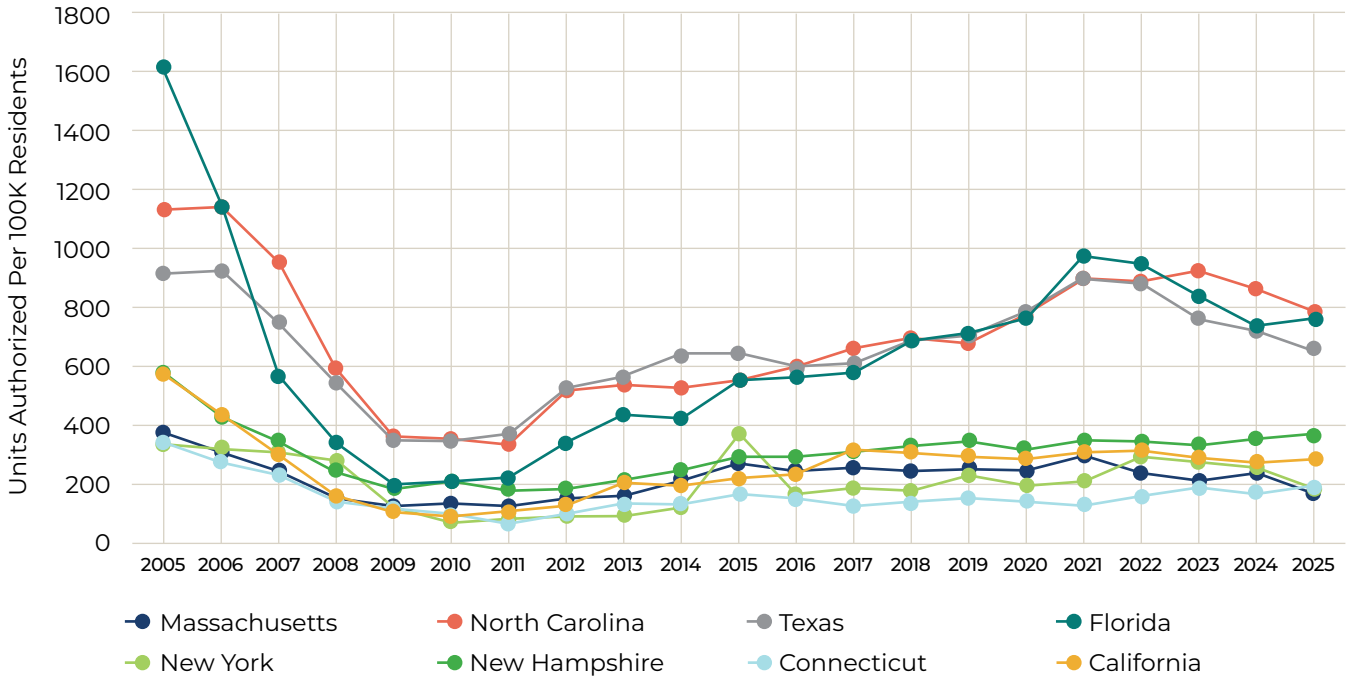 Units Authorized Per 100K Residents
1800
1600
1400
1200
1000
800
600
400
200
0
2005 2006 2007 2008 2009 2010 2011 2012 2013 2014 2015 2016 2017 2018 2019 2020 2021 2022 2023 2024 2025
Massachusetts North Carolina Texas Florida
New York New Hampshire Connecticut California